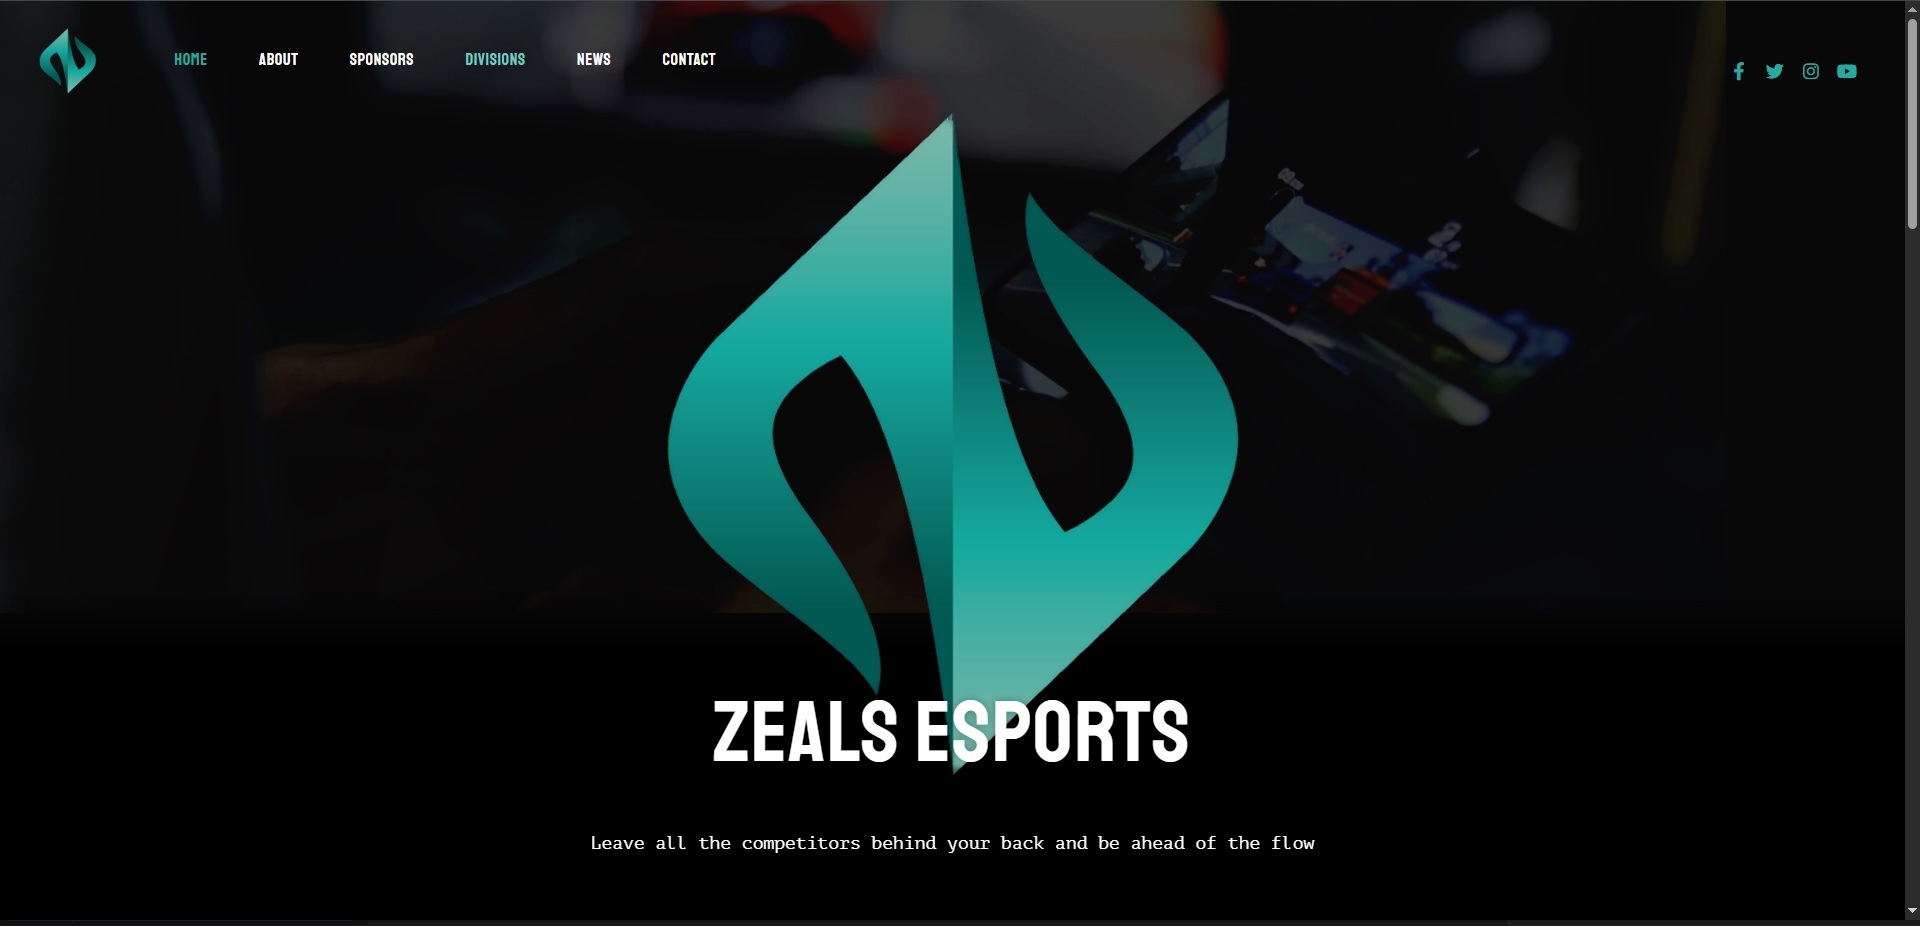 HOME ABOUT SPONSORS DIVISIONS NEWS CONTACT
ZEALS ESPORTS
Leave all the competitors behind your back and be ahead of the flow